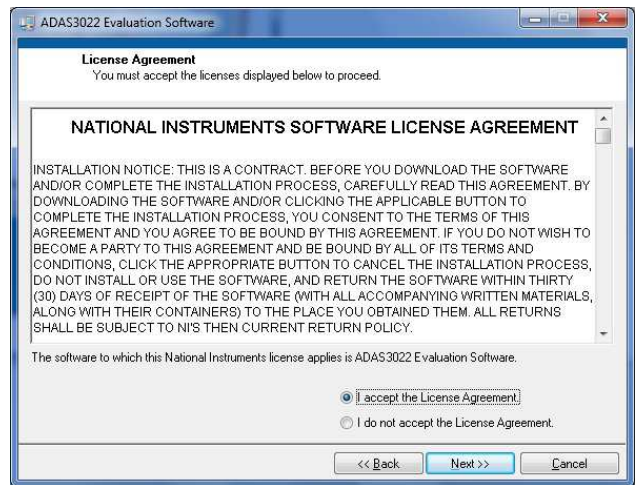 ADAS3022 Evaluation Software
License Agreement
You must accept the licenses displayed below to proceed.
NATIONAL INSTRUMENTS SOFTWARE LICENSE AGREEMENT
INSTALLATION NOTICE: THIS IS A CONTRACT. BEFORE YOU DOWNLOAD THE SOFTWARE
AND/OR COMPLETE THE INSTALLATION PROCESS, CAREFULLY READ THIS AGREEMENT. BY
DOWNLOADING THE SOFTWARE AND/OR CLICKING THE APPLICABLE BUTTON TO
COMPLETE THE INSTALLATION PROCESS, YOU CONSENT TO THE TERMS OF THIS
AGREEMENT AND YOU AGREE TO BE BOUND BY THIS AGREEMENT. IF YOU DO NOT WISH TO
BECOME A PARTY TO THIS AGREEMENT AND BE BOUND BY ALL OF ITS TERMS AND
CONDITIONS, CLICK THE APPROPRIATE BUTTON TO CANCEL THE INSTALLATION PROCESS,
DO NOT INSTALL OR USE THE SOFTWARE, AND RETURN THE SOFTWARE WITHIN THIRTY
(30) DAYS OF RECEIPT OF THE SOFTWARE (WITH ALL ACCOMPANYING WRITTEN MATERIALS,
ALONG WITH THEIR CONTAINERS) TO THE PLACE YOU OBTAINED THEM. ALL RETURNS
SHALL BE SUBJECT TO NI'S THEN CURRENT RETURN POLICY.
The software to which this National Instruments license applies is ADAS3022 Evaluation Software.
I accept the License Agreement.
I do not accept the License Agreement.
<< Back Next >> Cancel